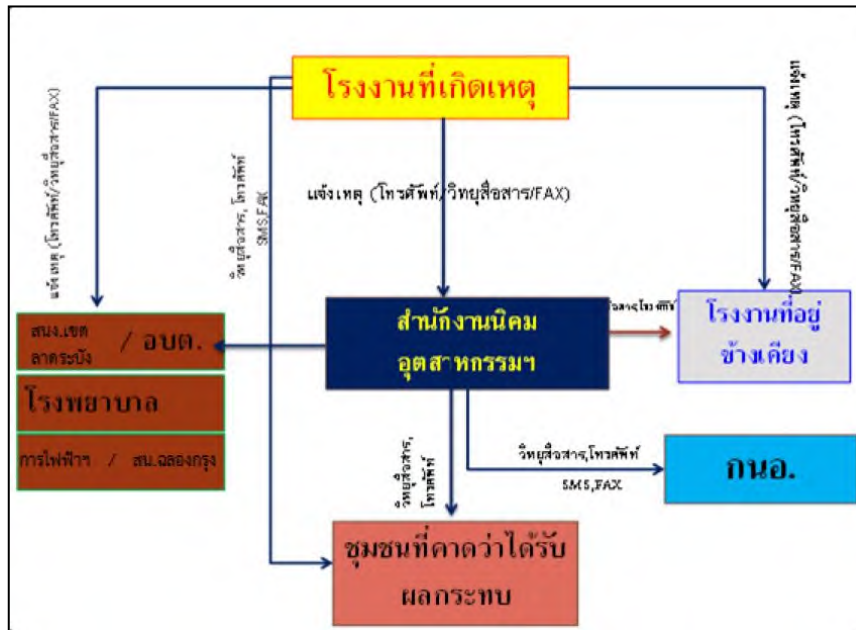 โรงงานที่เกิดเหตุ
แจ้งเหตุ (โทรศัพท์/วิทยุสื่อสาร/FAX)
วิทยุสื่อสาร, โทรศัพท์
SMS,FAX
แจ้งเหตุ (โทรศัพท์/วิทยุสื่อสาร/FAX)
แจ้งเหตุ (โทรศัพท์/วิทยุสื่อสาร/FAX)
สนง.เขต
ลาดกระบัง / อบต.
โรงพยาบาล
การไฟฟ้าฯ / สน.ฉลองกรุง
สำนักงานนิคม
อุตสาหกรรมฯ
โรงงานที่อยู่
ข้างเคียง
วิทยุสื่อสาร,
โทรศัพท์
วิทยุสื่อสาร,โทรศัพท์
SMS,FAX
กนอ.
ชุมชนที่คาดว่าได้รับ
ผลกระทบ